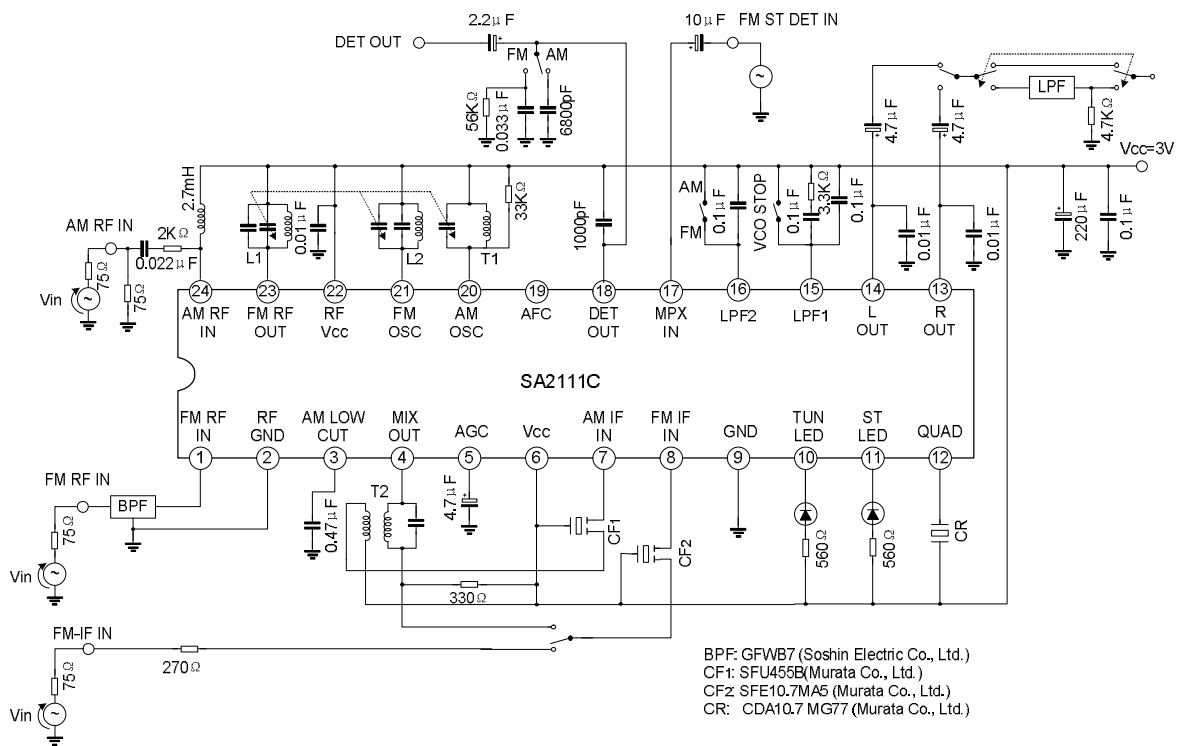 2.2μF
10μF
FM ST DET IN
DET OUT
FM
AM
56KΩ
0.033μF
6800pF
4.7μF
4.7μF
LPF
4.7KΩ
Vcc=3V
2.7mH
33KΩ
1000pF
AM
FM
0.1μF
VCO STOP
0.1μF
3.3KΩ
0.1μF
220μF
0.1μF
AM RF IN
2KΩ
0.022μF
75Ω
75Ω
Vin
L1
0.01μF
L2
T1
0.01μF
0.01μF
24
23
22
21
20
19
18
17
16
15
14
13
AM RF IN
FM RF OUT
RF Vcc
FM OSC
AM OSC
AFC
DET OUT
MPX IN
LPF2
LPF1
L OUT
R OUT
SA2111C
FM RF IN
RF GND
AM LOW CUT
MIX OUT
AGC
Vcc
AM IF IN
FM IF IN
GND
TUN LED
ST LED
QUAD
1
2
3
4
5
6
7
8
9
10
11
12
FM RF IN
BPF
75Ω
Vin
0.47μF
T2
4.7μF
CF1
CF2
560Ω
560Ω
CR
330Ω
FM-IF IN
270Ω
75Ω
Vin
BPF: GFWB7 (Soshin Electric Co., Ltd.)
CF1: SFU455B(Murata Co., Ltd.)
CF2: SFE10.7MA5 (Murata Co., Ltd.)
CR: CDA10.7 MG77 (Murata Co., Ltd.)